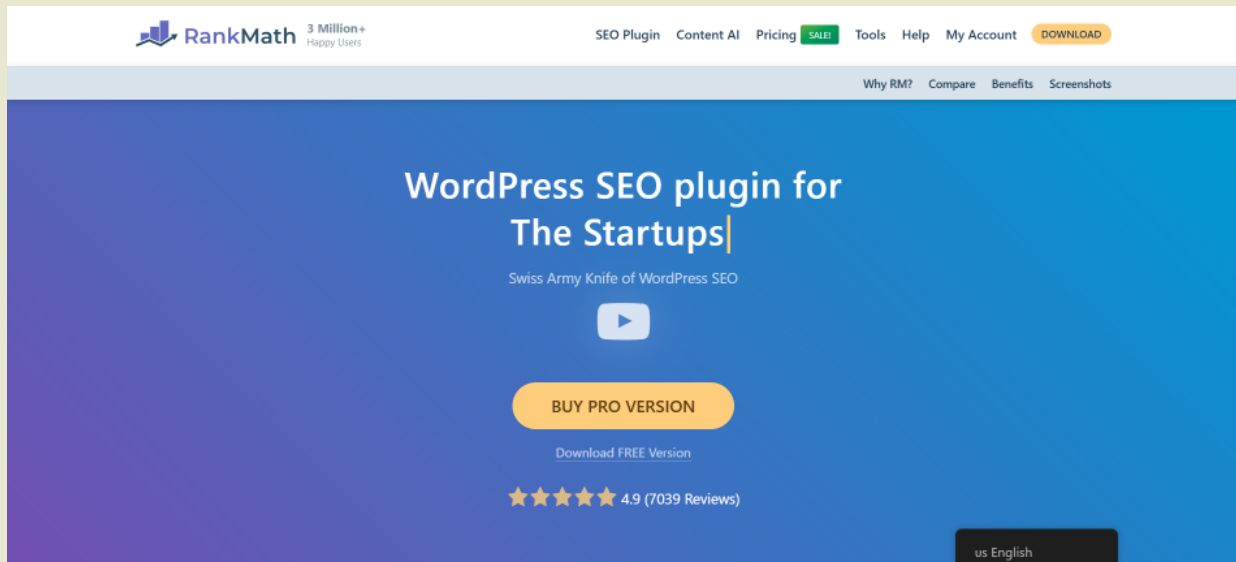 RankMath
3 Million+
Happy Users
SEO Plugin Content AI Pricing SALE! Tools Help My Account DOWNLOAD
Why RM? Compare Benefits Screenshots
WordPress SEO plugin for
The Startups
Swiss Army Knife of WordPress SEO
BUY PRO VERSION
Download FREE Version
4.9 (7039 Reviews)
us English